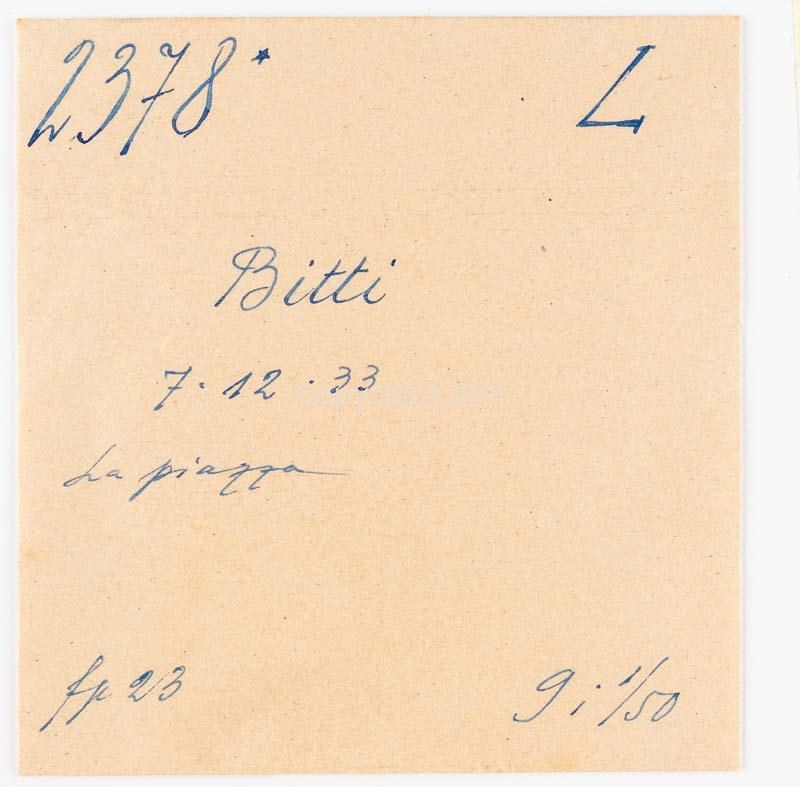 2378* L
Bitti
7. 12. 33
La piazza
fp 23 9 i 1/50